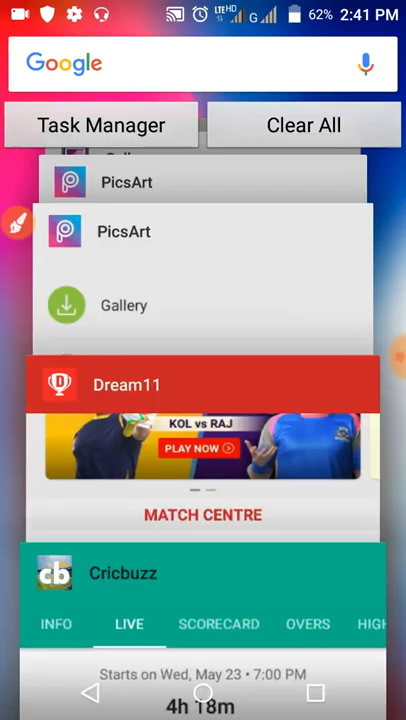 LTE HD
G
62% 2:41 PM
Google
Task Manager
Clear All
PicsArt
PicsArt
Gallery
Dream11
KOL vs RAJ
PLAY NOW
MATCH CENTRE
cb
Cricbuzz
INFO LIVE SCORECARD OVERS HIGH
Starts on Wed, May 23 • 7:00 PM
4h 18m